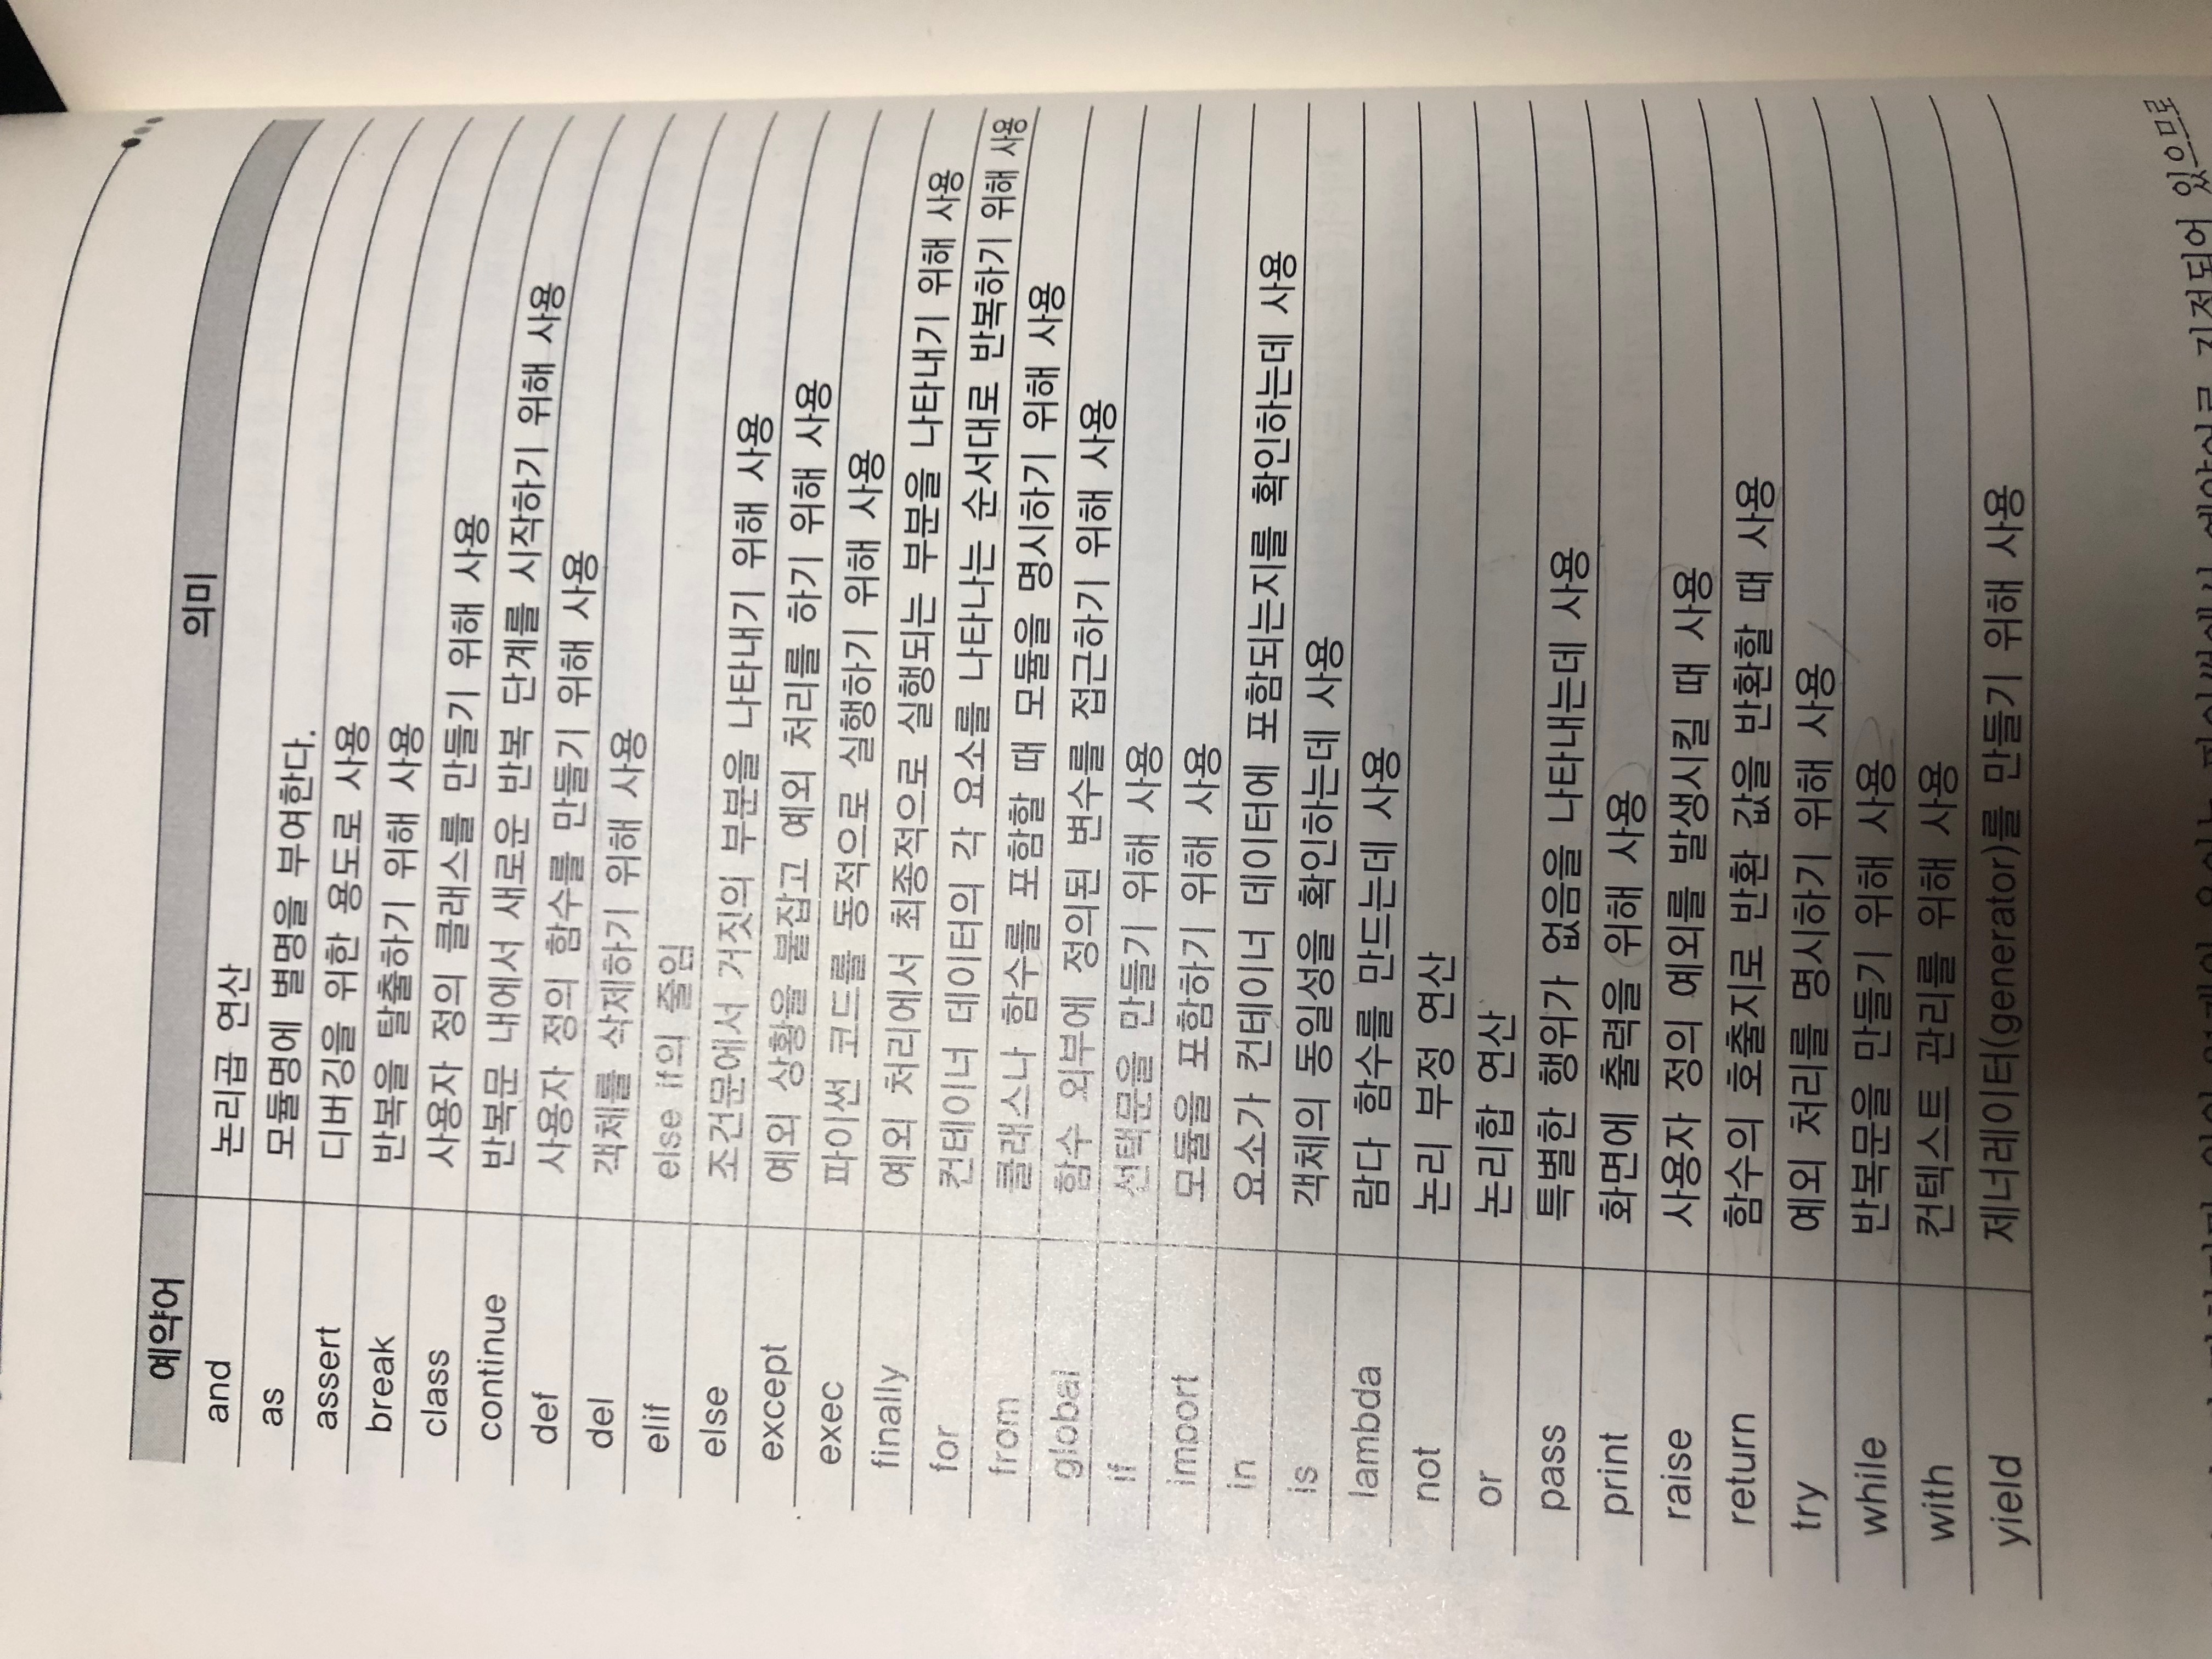 예약어 의미
and 논리곱 연산
as 모듈명에 별명을 부여한다.
assert 디버깅을 위한 용도로 사용
break 반복을 탈출하기 위해 사용
class 사용자 정의 클래스를 만들기 위해 사용
continue 반복문 내에서 새로운 반복 단계를 시작하기 위해 사용
def 사용자 정의 함수를 만들기 위해 사용
del 객체를 삭제하기 위해 사용
elif else if의 줄임
else 조건문에서 거짓의 부분을 나타내기 위해 사용
except 예외 상황을 붙잡고 예외 처리를 하기 위해 사용
exec 파이썬 코드를 동적으로 실행하기 위해 사용
finally 예외 처리에서 최종적으로 실행되는 부분을 나타내기 위해 사용
for 컨테이너 데이터의 각 요소를 나타나는 순서대로 반복하기 위해 사용
from 클래스나 함수를 포함할 때 모듈을 명시하기 위해 사용
global 함수 외부에 정의된 변수를 접근하기 위해 사용
if 선택문을 만들기 위해 사용
import 모듈을 포함하기 위해 사용
in 요소가 컨테이너 데이터에 포함되는지를 확인하는데 사용
is 객체의 동일성을 확인하는데 사용
lambda 람다 함수를 만드는데 사용
not 논리 부정 연산
or 논리합 연산
pass 특별한 행위가 없음을 나타내는데 사용
print 화면에 출력을 위해 사용
raise 사용자 정의 예외를 발생시킬 때 사용
return 함수의 호출지로 반환 값을 반환할 때 사용
try 예외 처리를 명시하기 위해 사용
while 반복문을 만들기 위해 사용
with 컨텍스트 관리를 위해 사용
yield 제너레이터(generator)를 만들기 위해 사용
파이썬에서 예약어로 지정되어 있으므로